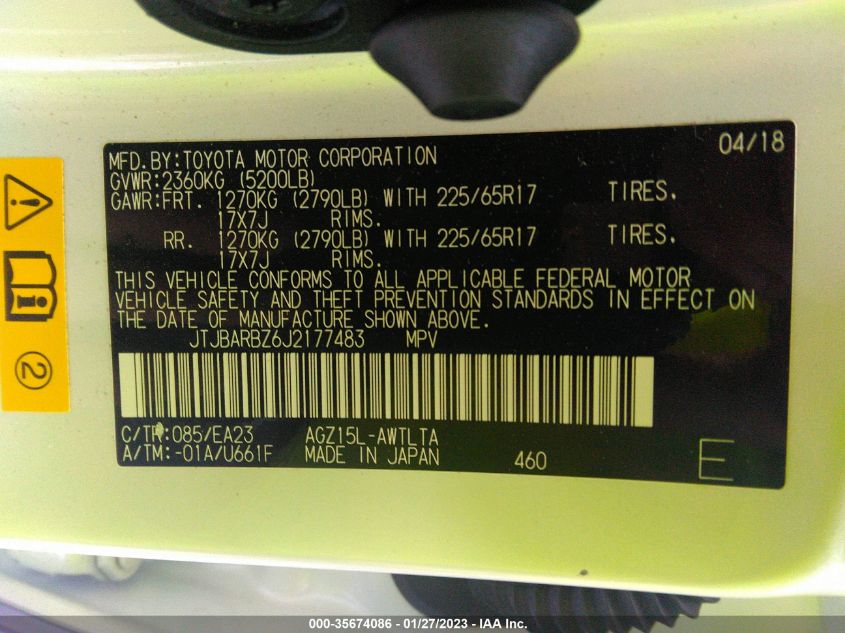 04/18
MFD.BY:TOYOTA MOTOR CORPORATION
GVWR:2360KG (5200LB)
GAWR:FRT. 1270KG (2790LB) WITH 225/65R17 TIRES.
17X7J RIMS.
RR. 1270KG (2790LB) WITH 225/65R17 TIRES.
17X7J RIMS.
THIS VEHICLE CONFORMS TO ALL APPLICABLE FEDERAL MOTOR
VEHICLE SAFETY AND THEFT PREVENTION STANDARDS IN EFFECT ON
THE DATE OF MANUFACTURE SHOWN ABOVE.
JTJBARBZ6J2177483 MPV
C/TR:085/EA23 AGZ15L-AWTLTA
A/TM:-01A/U661F MADE IN JAPAN 460 E
2
000-35674086 - 01/27/2023 - IAA Inc.